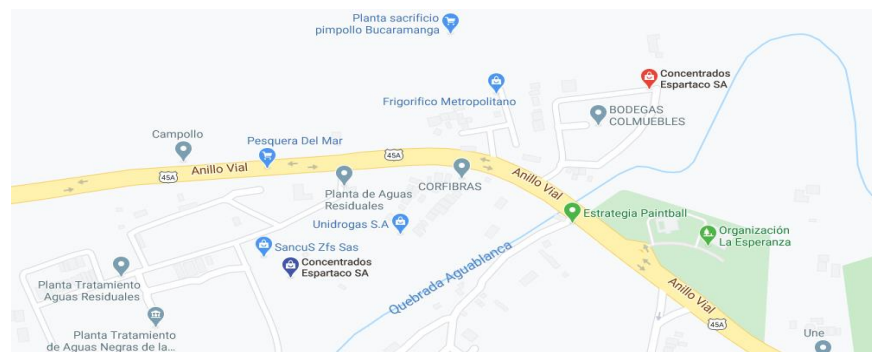 Planta sacrificio
pimpollo Bucaramanga
Concentrados
Espartaco SA
Frigorifico Metropolitano
BODEGAS
COLMUEBLES
Campollo
Pesquera Del Mar
45A
Anillo Vial
45A
Planta de Aguas
Residuales
CORFIBRAS
Anillo Vial
Unidrogas S.A
Estrategia Paintball
Organización
La Esperanza
SancuS Zfs Sas
Concentrados
Espartaco SA
Quebrada Aguablanca
Planta Tratamiento
Aguas Residuales
Anillo Vial
45A
Planta Tratamiento
de Aguas Negras de la...
Une